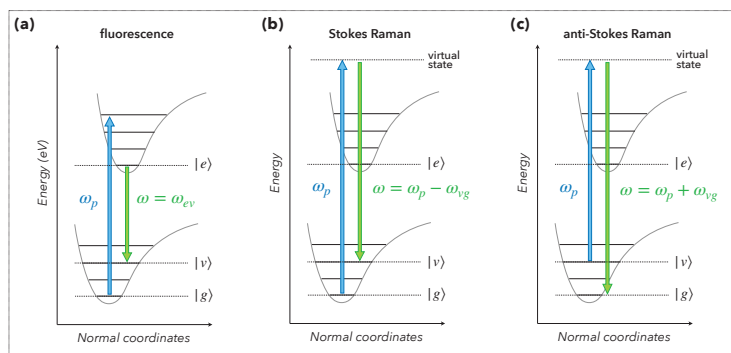 (a)
fluorescence
Energy (eV)
|e⟩
ω_p
ω = ω_ev
|v⟩
|g⟩
Normal coordinates
(b)
Stokes Raman
virtual
state
Energy
|e⟩
ω_p
ω = ω_p − ω_vg
|v⟩
|g⟩
Normal coordinates
(c)
anti-Stokes Raman
virtual
state
Energy
|e⟩
ω_p
ω = ω_p + ω_vg
|v⟩
|g⟩
Normal coordinates